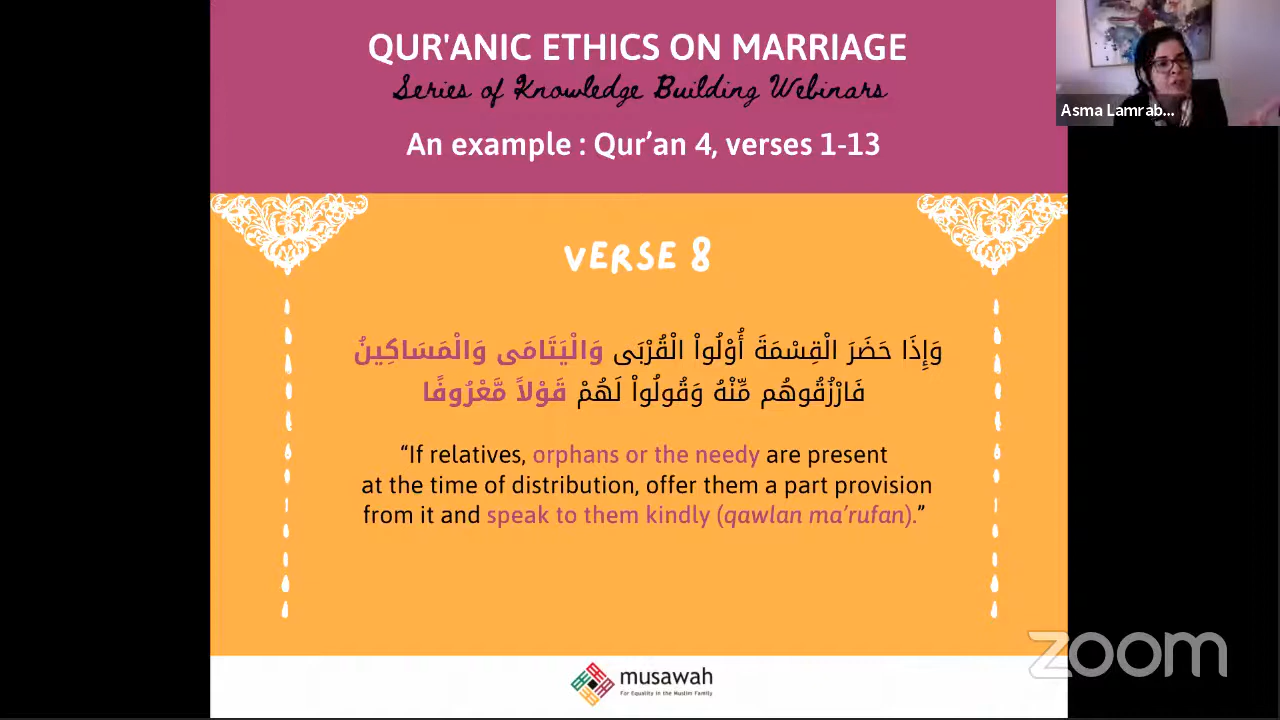 QUR'ANIC ETHICS ON MARRIAGE
Series of Knowledge Building Webinars
An example : Qur’an 4, verses 1-13
Asma Lamrab...
VERSE 8
وَإِذَا حَضَرَ الْقِسْمَةَ أُوْلُواْ الْقُرْبَى وَالْيَتَامَى وَالْمَسَاكِينُ
فَارْزُقُوهُم مِّنْهُ وَقُولُواْ لَهُمْ قَوْلاً مَّعْرُوفًا
“If relatives, orphans or the needy are present
at the time of distribution, offer them a part provision
from it and speak to them kindly (qawlan ma’rufan).”
musawah
For Equality in the Muslim Family
zoom